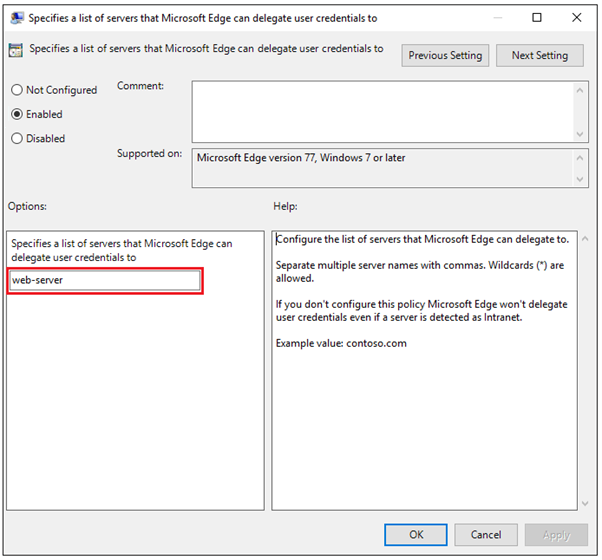 Specifies a list of servers that Microsoft Edge can delegate user credentials to
Specifies a list of servers that Microsoft Edge can delegate user credentials to
Previous Setting
Next Setting
Not Configured
Enabled
Disabled
Comment:
Supported on:
Microsoft Edge version 77, Windows 7 or later
Options:
Help:
Specifies a list of servers that Microsoft Edge can
delegate user credentials to
web-server
Configure the list of servers that Microsoft Edge can delegate to.
Separate multiple server names with commas. Wildcards (*) are
allowed.
If you don't configure this policy Microsoft Edge won't delegate
user credentials even if a server is detected as Intranet.
Example value: contoso.com
OK
Cancel
Apply